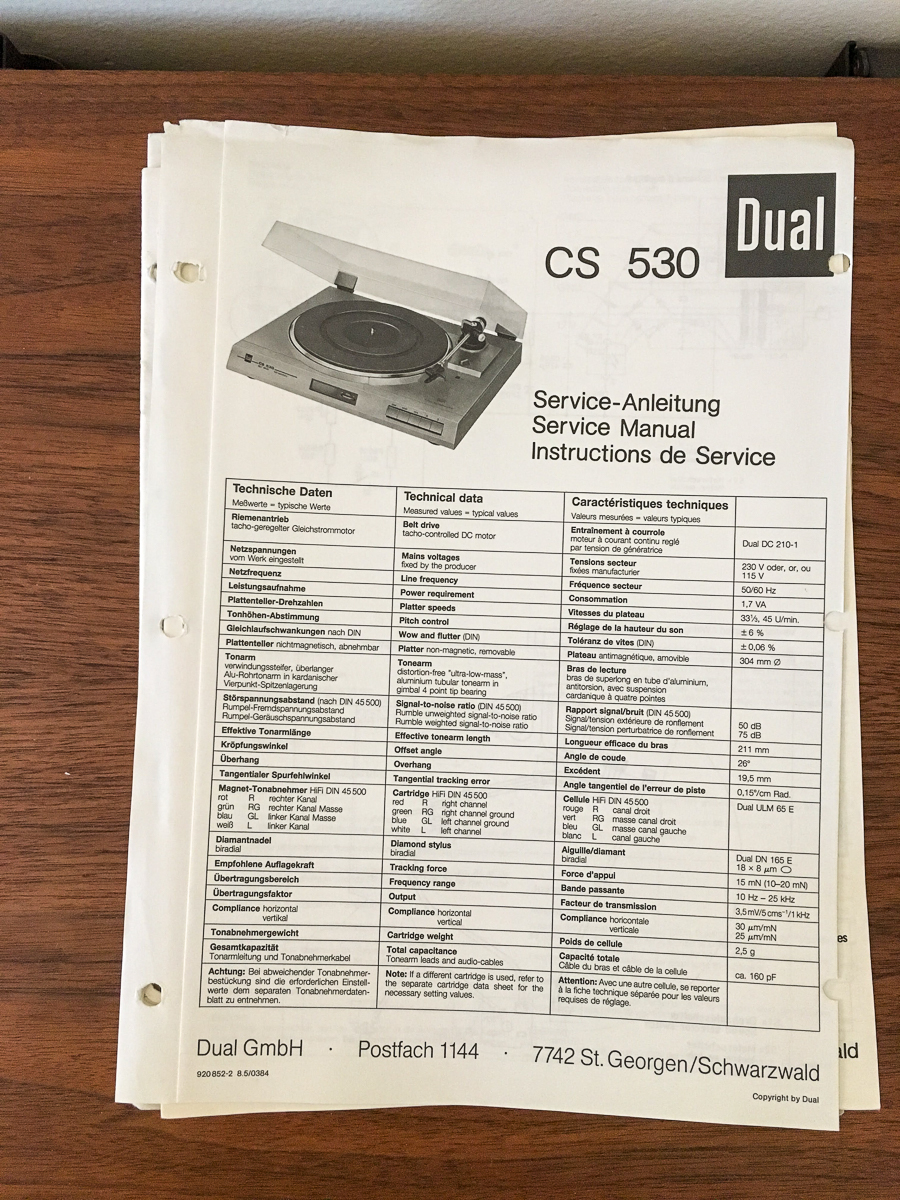 Dual
CS 530
Service-Anleitung
Service Manual
Instructions de Service
Technische Daten
Meßwerte = typische Werte
Technical data
Measured values = typical values
Caractéristiques techniques
Valeurs mesurées = valeurs typiques
Riemenantrieb
tacho-geregelter Gleichstrommotor
Belt drive
tacho-controlled DC motor
Entraînement à courroie
moteur à courant continu reglé
par tension de génératrice
Dual DC 210-1
Netzspannungen
vom Werk eingestellt
Mains voltages
fixed by the producer
Tensions secteur
fixées manufacturier
230 V oder, or, ou
115 V
Netzfrequenz
Line frequency
Fréquence secteur
50/60 Hz
Leistungsaufnahme
Power requirement
Consommation
1,7 VA
Plattenteller-Drehzahlen
Platter speeds
Vitesses du plateau
33⅓, 45 U/min.
Tonhöhen-Abstimmung
Pitch control
Réglage de la hauteur du son
± 6 %
Gleichlaufschwankungen nach DIN
Wow and flutter (DIN)
Toléranz de vites (DIN)
± 0,06 %
Plattenteller nichtmagnetisch, abnehmbar
Platter non-magnetic, removable
Plateau antimagnétique, amovible
304 mm Ø
Tonarm
verwindungssteifer, überlanger
Alu-Rohrtonarm in kardanischer
Vierpunkt-Spitzenlagerung
Tonearm
distortion-free "ultra-low-mass",
aluminium tubular tonearm in
gimbal 4 point tip bearing
Bras de lecture
bras de superlong en tube d'aluminium,
antitorsion, avec suspension
cardanique à quatre pointes
Störspannungsabstand (nach DIN 45 500)
Rumpel-Fremdspannungsabstand
Rumpel-Geräuschspannungsabstand
Signal-to-noise ratio (DIN 45 500)
Rumble unweighted signal-to-noise ratio
Rumble weighted signal-to-noise ratio
Rapport signal/bruit (DIN 45 500)
Signal/tension extérieure de ronflement
Signal/tension perturbatrice de ronflement
50 dB
75 dB
Effektive Tonarmlänge
Effective tonearm length
Longueur efficace du bras
211 mm
Kröpfungswinkel
Offset angle
Angle de coude
26°
Überhang
Overhang
Excédent
19,5 mm
Tangentialer Spurfehlwinkel
Tangential tracking error
Angle tangentiel de l'erreur de piste
0,15°/cm Rad.
Magnet-Tonabnehmer HiFi DIN 45 500
rot R rechter Kanal
grün RG rechter Kanal Masse
blau GL linker Kanal Masse
weiß L linker Kanal
Cartridge HiFi DIN 45 500
red R right channel
green RG right channel ground
blue GL left channel ground
white L left channel
Cellule HiFi DIN 45 500
rouge R canal droit
vert RG masse canal droit
bleu GL masse canal gauche
blanc L canal gauche
Dual ULM 65 E
Diamantnadel
biradial
Diamond stylus
biradial
Aiguille/diamant
biradial
Dual DN 165 E
18 × 8 µm
Empfohlene Auflagekraft
Tracking force
Force d'appui
15 mN (10–20 mN)
Übertragungsbereich
Frequency range
Bande passante
10 Hz – 25 kHz
Übertragungsfaktor
Output
Facteur de transmission
3,5 mV/5 cms⁻¹/1 kHz
Compliance horizontal
vertikal
Compliance horizontal
vertical
Compliance horicontale
verticale
30 µm/mN
25 µm/mN
Tonabnehmergewicht
Cartridge weight
Poids de cellule
2,5 g
Gesamtkapazität
Tonarmleitung und Tonabnehmerkabel
Total capacitance
Tonearm leads and audio-cables
Capacité totale
Câble du bras et câble de la cellule
ca. 160 pF
Achtung: Bei abweichender Tonabnehmer-
bestückung sind die erforderlichen Einstell-
werte dem separaten Tonabnehmerdaten-
blatt zu entnehmen.
Note: If a different cartridge is used, refer to
the separate cartridge data sheet for the
necessary setting values.
Attention: Avec une autre cellule, se reporter
à la fiche technique séparée pour les valeurs
requises de réglage.
es
ald
Dual GmbH · Postfach 1144 · 7742 St. Georgen/Schwarzwald
920 852-2 8.5/0384
Copyright by Dual